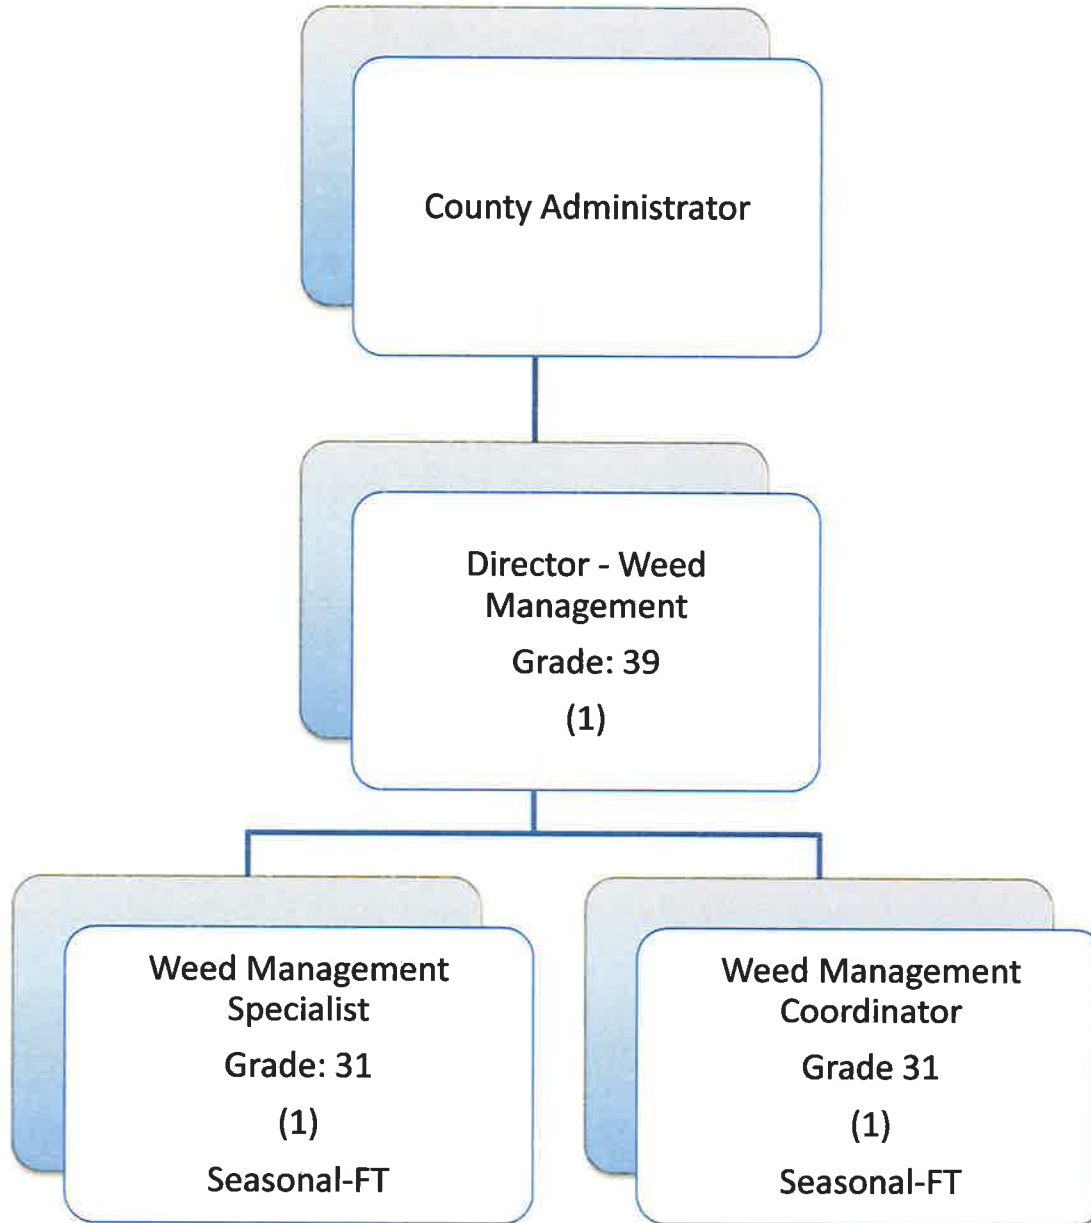 County Administrator
Director - Weed
Management
Grade: 39
(1)
Weed Management
Specialist
Grade: 31
(1)
Seasonal-FT
Weed Management
Coordinator
Grade 31
(1)
Seasonal-FT